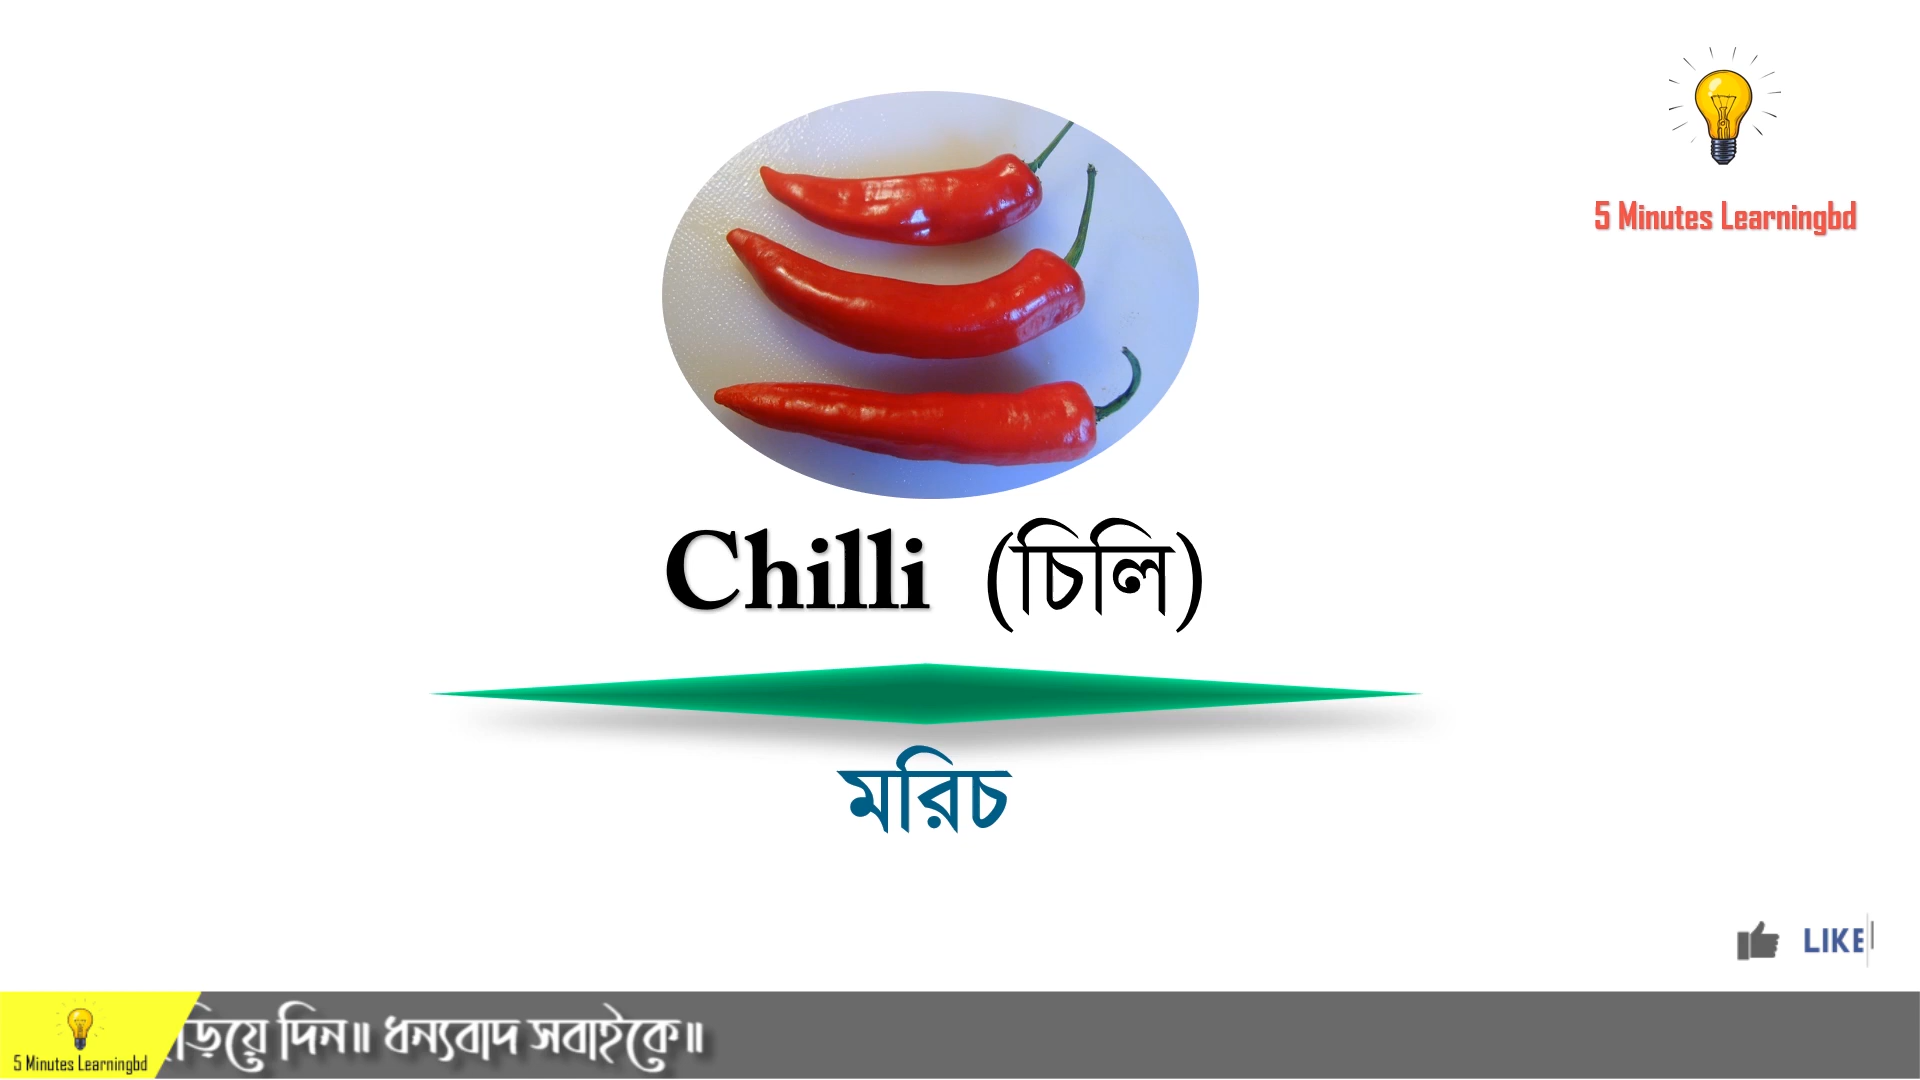 5 Minutes Learningbd
Chilli (চিলি)
মরিচ
LIKE
5 Minutes Learningbd
দিন॥ ধন্যবাদ সবাইকে॥